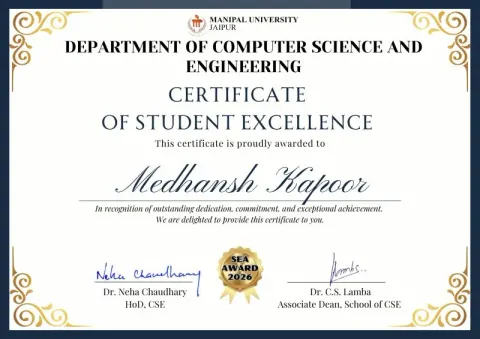 MANIPAL UNIVERSITY
JAIPUR
DEPARTMENT OF COMPUTER SCIENCE AND
ENGINEERING
CERTIFICATE
OF STUDENT EXCELLENCE
This certificate is proudly awarded to
Medhansh Kapoor
In recognition of outstanding dedication, commitment, and exceptional achievement.
We are delighted to provide this certificate to you.
Neha Chaudhary
Dr. Neha Chaudhary
HoD, CSE
SEA
AWARD
2026
Dr. C.S. Lamba
Associate Dean, School of CSE